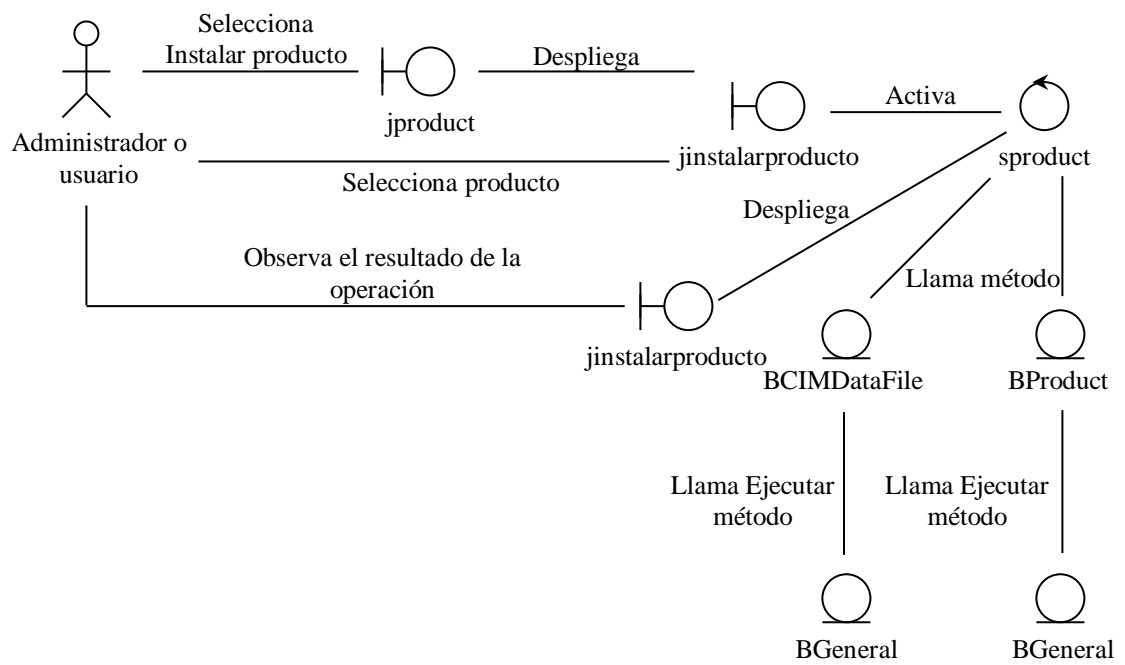 Selecciona
Instalar producto
Despliega
jproduct
Activa
Administrador o
usuario
jinstalarproducto
sproduct
Selecciona producto
Despliega
Observa el resultado de la
operación
Llama método
jinstalarproducto
BCIMDataFile
BProduct
Llama Ejecutar
método
Llama Ejecutar
método
BGeneral
BGeneral